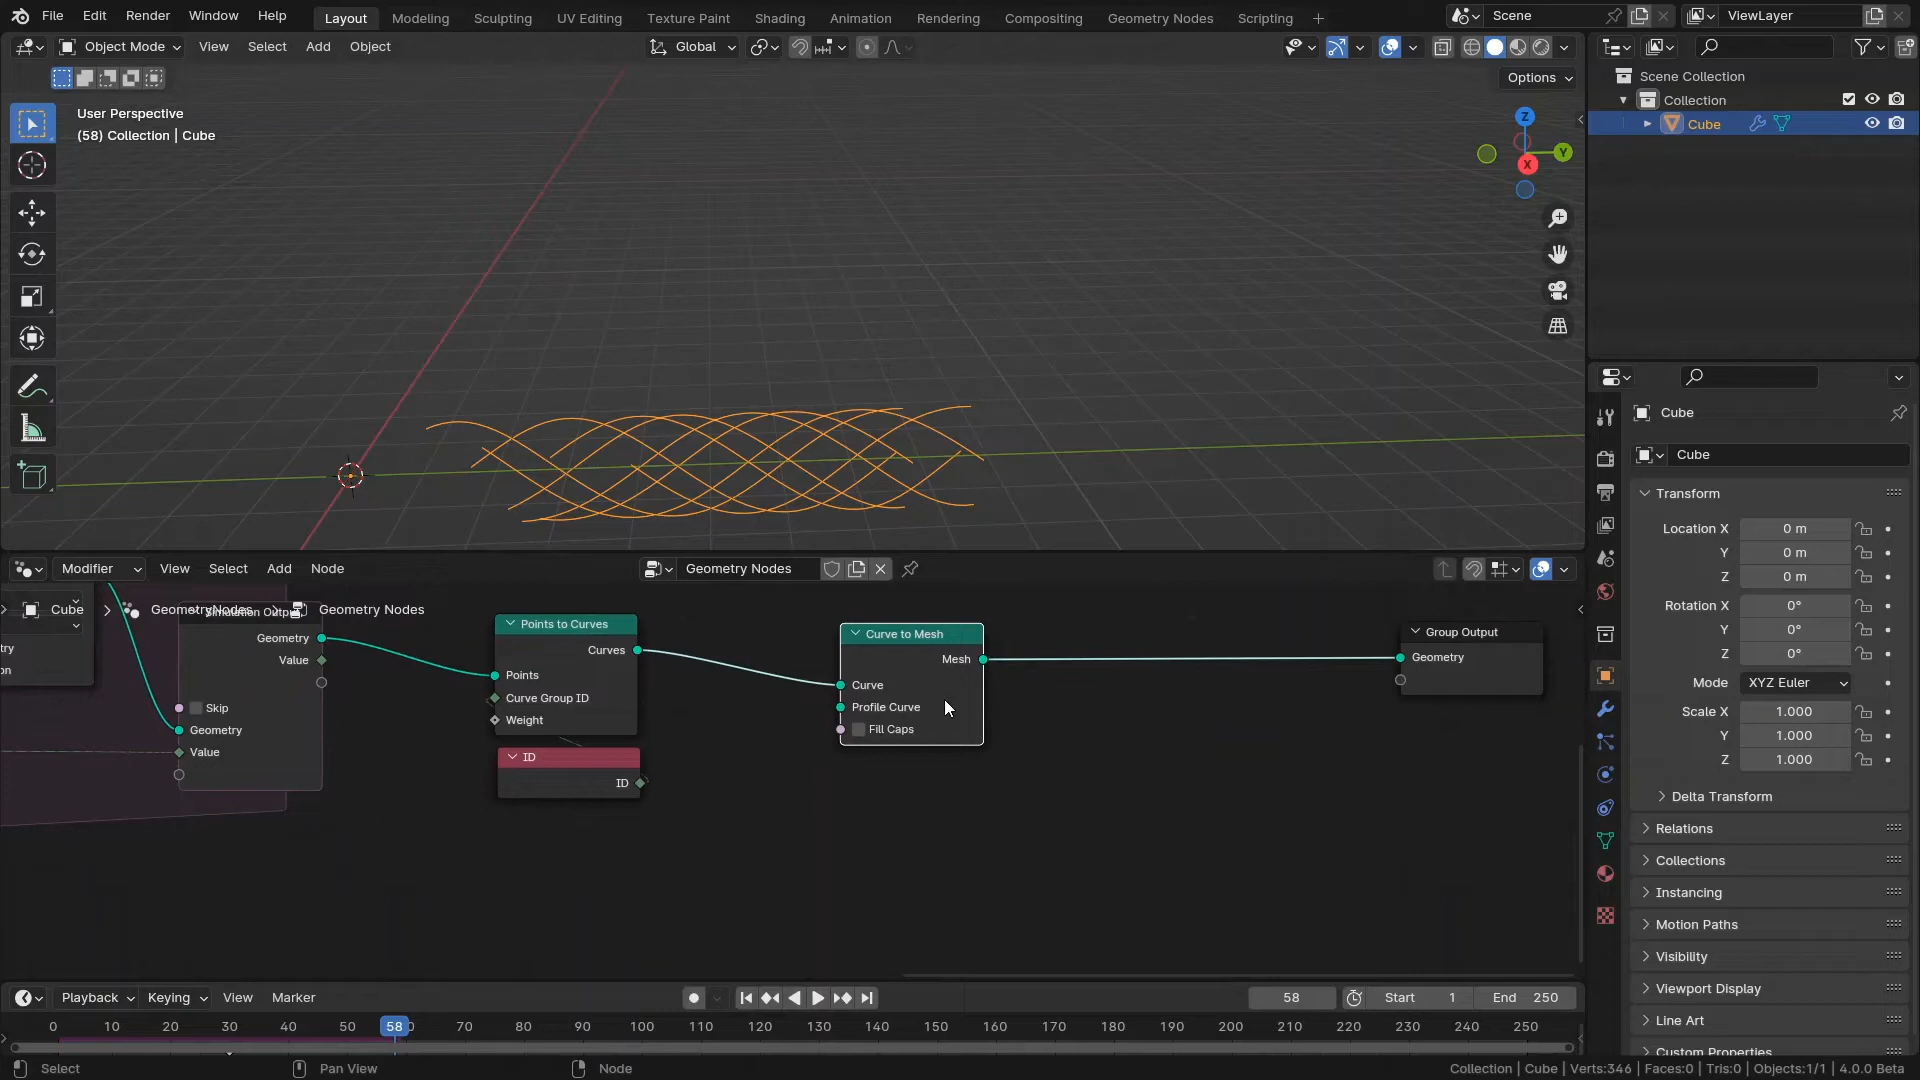 File Edit Render Window Help Layout Modeling Sculpting UV Editing Texture Paint Shading Animation Rendering Compositing Geometry Nodes Scripting Scene ViewLayer
Object Mode View Select Add Object Global
Options
User Perspective
(58) Collection | Cube
Z
Y
X
Scene Collection
Collection
Cube
Cube
Cube
Transform
Location X 0 m
Y 0 m
Z 0 m
Rotation X 0°
Y 0°
Z 0°
Mode XYZ Euler
Scale X 1.000
Y 1.000
Z 1.000
Delta Transform
Relations
Collections
Instancing
Motion Paths
Visibility
Viewport Display
Line Art
Custom Properties
Modifier View Select Add Node Geometry Nodes
Cube GeometryNodes Geometry Nodes
Simulation Output
Geometry
Value
Skip
Geometry
Value
Points to Curves
Curves
Points
Curve Group ID
Weight
ID
ID
Curve to Mesh
Mesh
Curve
Profile Curve
Fill Caps
Group Output
Geometry
Playback Keying View Marker 58 Start 1 End 250
0 10 20 30 40 50 58 70 80 90 100 110 120 130 140 150 160 170 180 190 200 210 220 230 240 250
Select Pan View Node Collection | Cube | Verts:346 | Faces:0 | Tris:0 | Objects:1/1 | 4.0.0 Beta